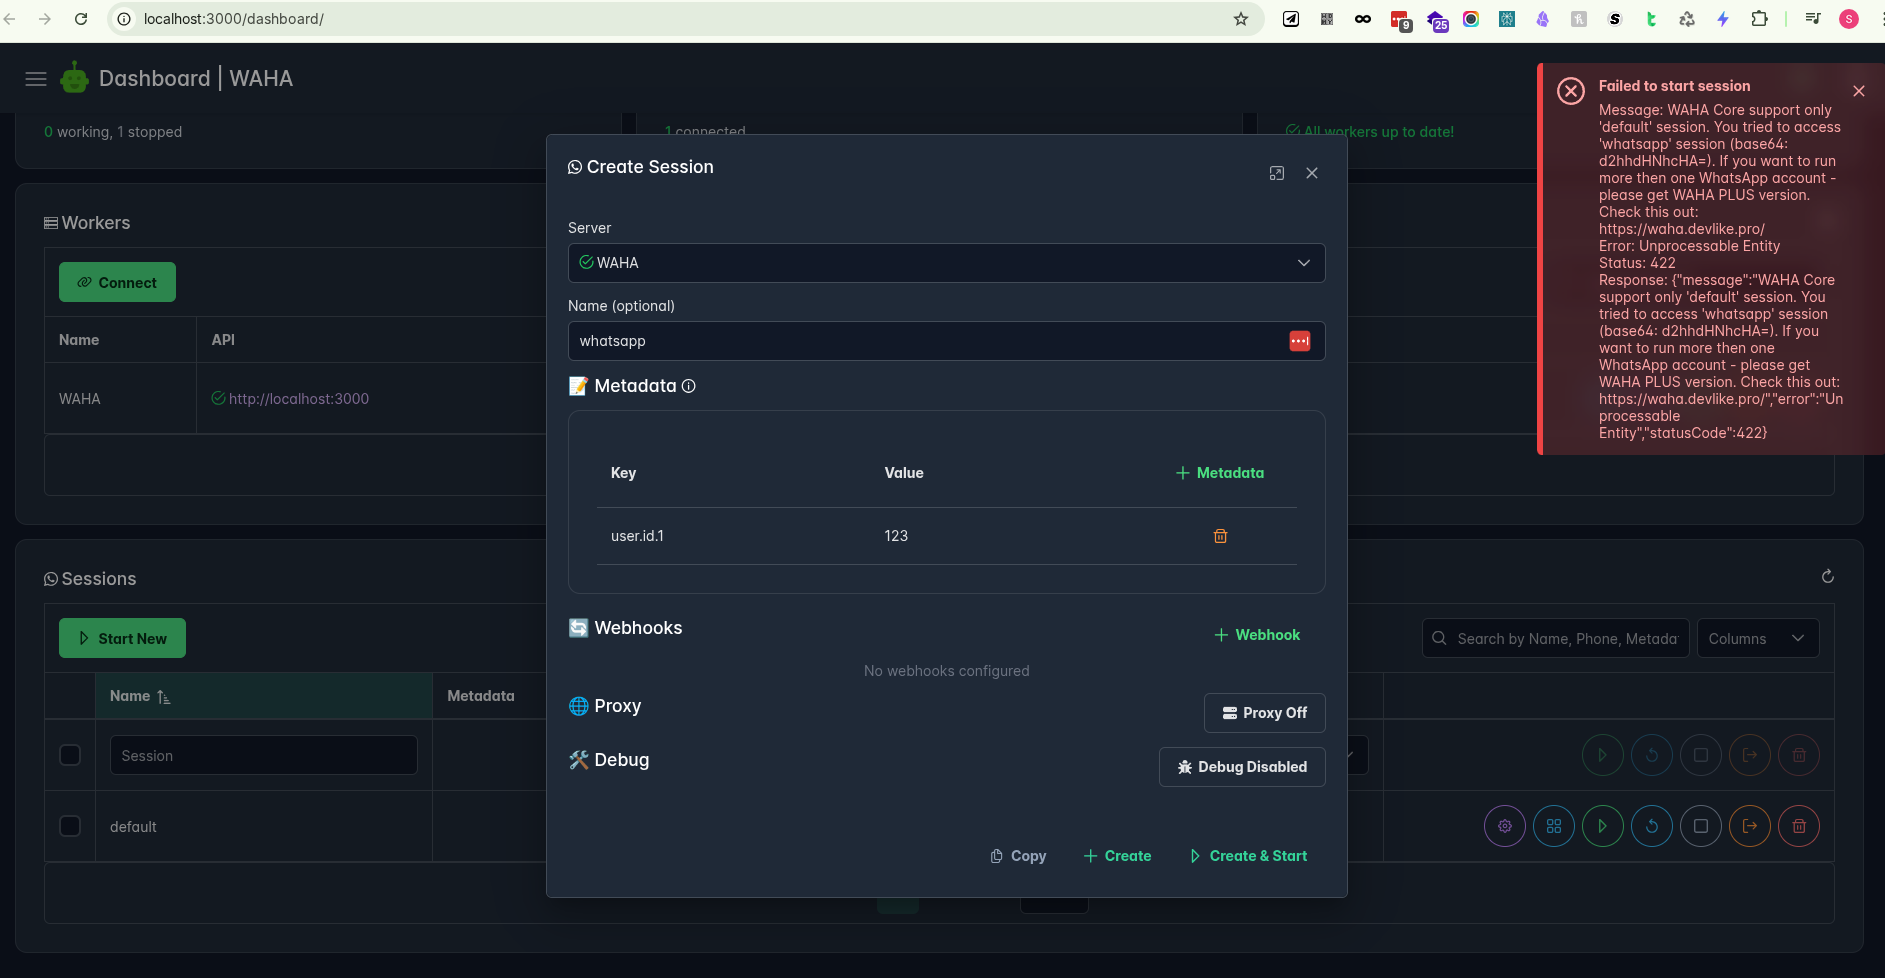 localhost:3000/dashboard/
9
25
S
Dashboard | WAHA
0 working, 1 stopped
1 connected
All workers up to date!
Workers
Connect
Name
API
WAHA
http://localhost:3000
Sessions
Start New
Search by Name, Phone, Metada
Columns
Name
Metadata
Session
default
Create Session
Server
WAHA
Name (optional)
whatsapp
Metadata
Key
Value
Metadata
user.id.1
123
Webhooks
Webhook
No webhooks configured
Proxy
Proxy Off
Debug
Debug Disabled
Copy
Create
Create & Start
Failed to start session
Message: WAHA Core support only
'default' session. You tried to access
'whatsapp' session (base64:
d2hhdHNhcHA=). If you want to run
more then one WhatsApp account -
please get WAHA PLUS version.
Check this out:
https://waha.devlike.pro/
Error: Unprocessable Entity
Status: 422
Response: {"message":"WAHA Core
support only 'default' session. You
tried to access 'whatsapp' session
(base64: d2hhdHNhcHA=). If you
want to run more then one
WhatsApp account - please get
WAHA PLUS version. Check this out:
https://waha.devlike.pro/","error":"Un
processable
Entity","statusCode":422}